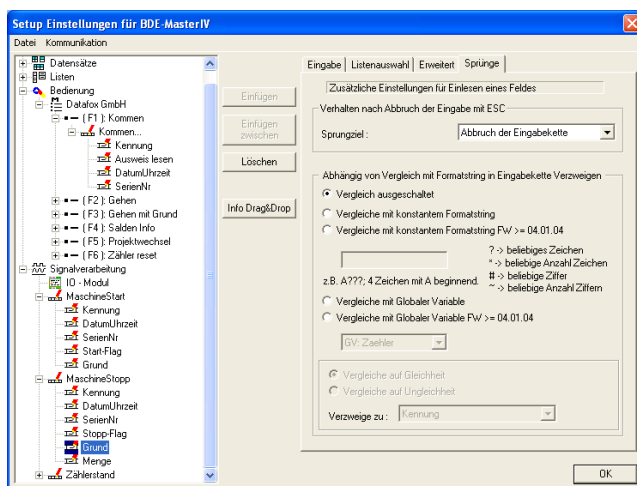 Setup Einstellungen für BDE-MasterIV
Datei Kommunikation
Datensätze
Listen
Bedienung
Datafox GmbH
( F1 ): Kommen
Kommen...
Kennung
Ausweis lesen
DatumUhrzeit
SerienNr
( F2 ): Gehen
( F3 ): Gehen mit Grund
( F4 ): Salden Info
( F5 ): Projektwechsel
( F6 ): Zähler reset
Signalverarbeitung
IO - Modul
MaschineStart
Kennung
DatumUhrzeit
SerienNr
Start-Flag
Grund
MaschineStopp
Kennung
DatumUhrzeit
SerienNr
Stopp-Flag
Grund
Menge
Zählerstand
Einfügen
Einfügen
zwischen
Löschen
Info Drag&Drop
Eingabe Listenauswahl Erweitert Sprünge
Zusätzliche Einstellungen für Einlesen eines Feldes
Verhalten nach Abbruch der Eingabe mit ESC
Sprungziel : Abbruch der Eingabekette
Abhängig von Vergleich mit Formatstring in Eingabekette Verzweigen
Vergleich ausgeschaltet
Vergleiche mit konstantem Formatstring
Vergleiche mit konstantem Formatstring FW >= 04.01.04
? -> beliebiges Zeichen
* -> beliebige Anzahl Zeichen
# -> beliebige Ziffer
~ -> beliebige Anzahl Ziffern
z.B. A???; 4 Zeichen mit A beginnend.
Vergleiche mit Globaler Variable
Vergleiche mit Globaler Variable FW >= 04.01.04
GV: Zaehler
Vergleiche auf Gleichheit
Vergleiche auf Ungleichheit
Verzweige zu : Kennung
OK